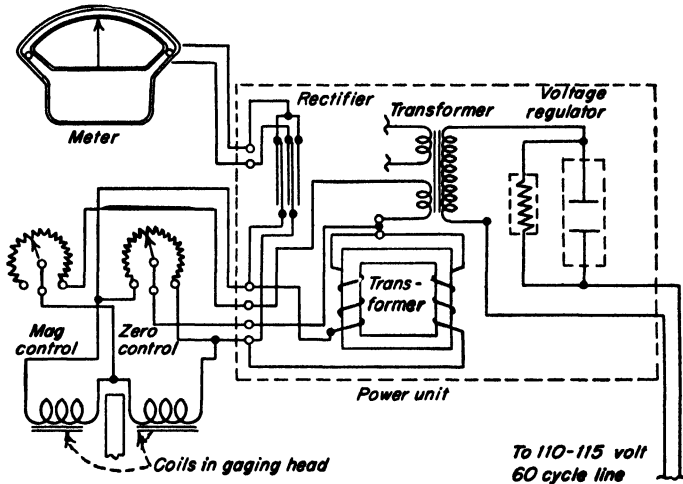 Meter
Rectifier
Transformer
Voltage
regulator
Trans-
former
Mag
control
Zero
control
Power unit
Coils in gaging head
To 110-115 volt
60 cycle line